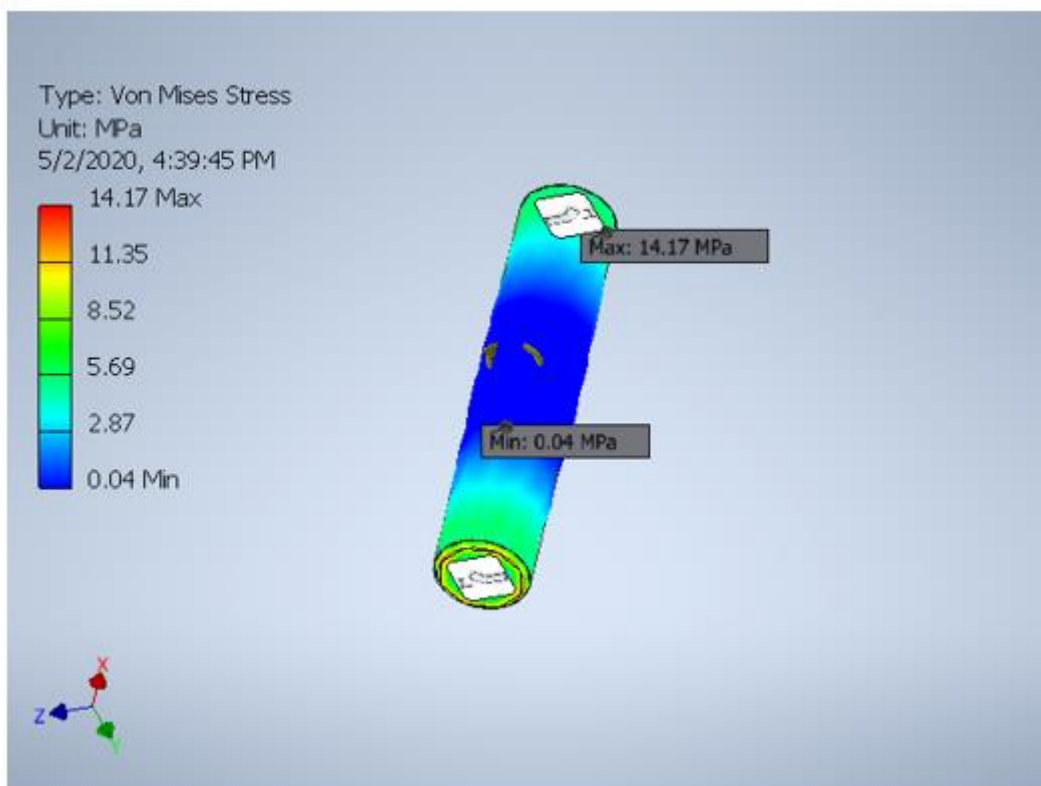 Type: Von Mises Stress
Unit: MPa
5/2/2020, 4:39:45 PM
14.17 Max
11.35
8.52
5.69
2.87
0.04 Min
Max: 14.17 MPa
Min: 0.04 MPa
X
Z
Y